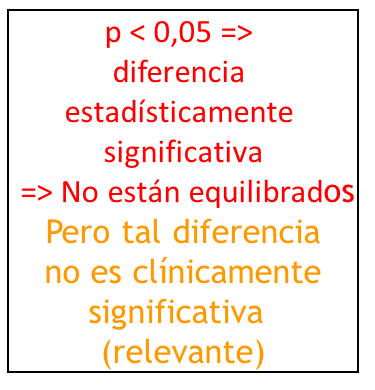 p < 0,05 =>
diferencia
estadísticamente
significativa
=> No están equilibrados
Pero tal diferencia
no es clínicamente
significativa
(relevante)